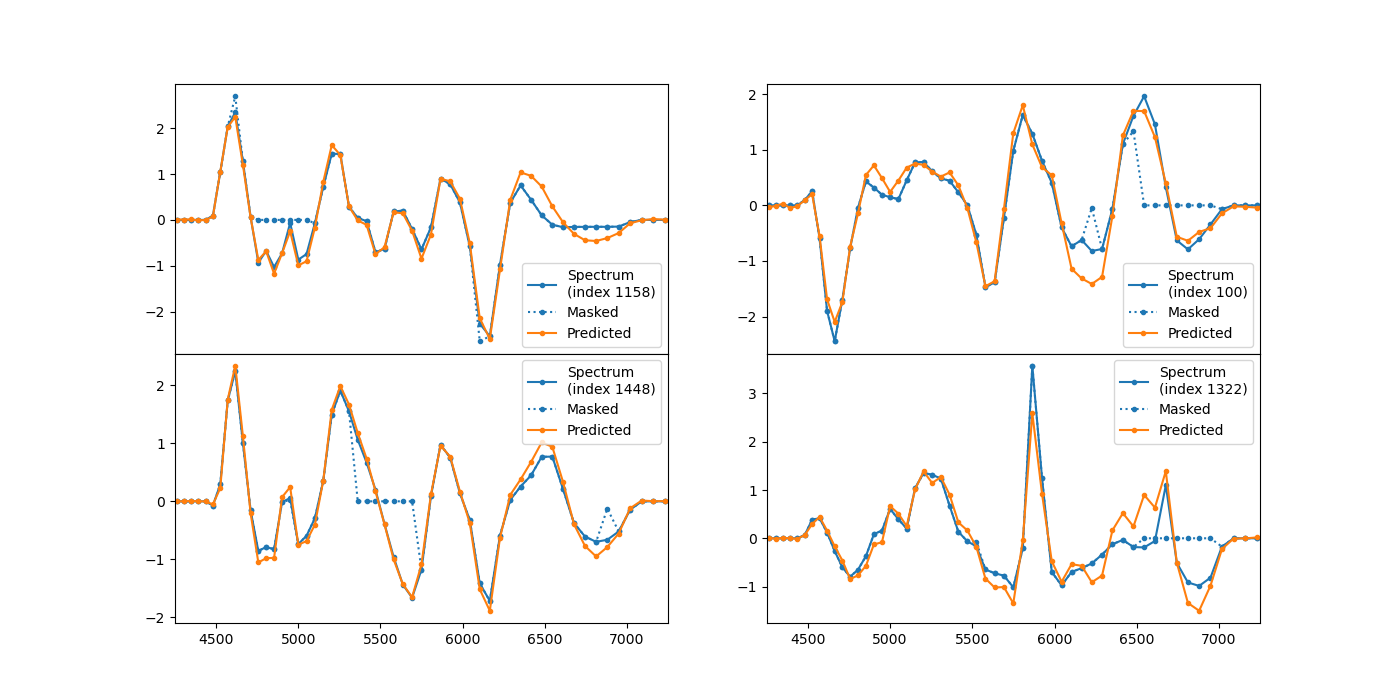 2
1
0
−1
−2
Spectrum
(index 1158)
Masked
Predicted
2
1
0
−1
−2
Spectrum
(index 100)
Masked
Predicted
2
1
0
−1
−2
Spectrum
(index 1448)
Masked
Predicted
4500 5000 5500 6000 6500 7000
3
2
1
0
−1
Spectrum
(index 1322)
Masked
Predicted
4500 5000 5500 6000 6500 7000